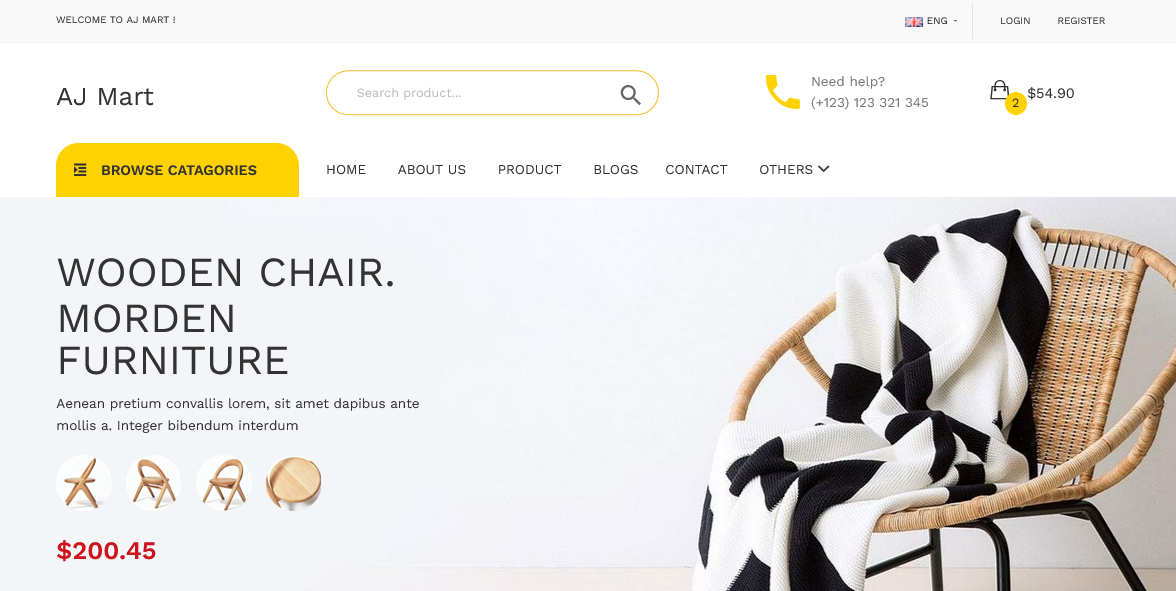 WELCOME TO AJ MART !
ENG
LOGIN
REGISTER
AJ Mart
Search product...
Need help?
(+123) 123 321 345
2
$54.90
BROWSE CATAGORIES
HOME
ABOUT US
PRODUCT
BLOGS
CONTACT
OTHERS
WOODEN CHAIR.
MORDEN
FURNITURE
Aenean pretium convallis lorem, sit amet dapibus ante
mollis a. Integer bibendum interdum
$200.45